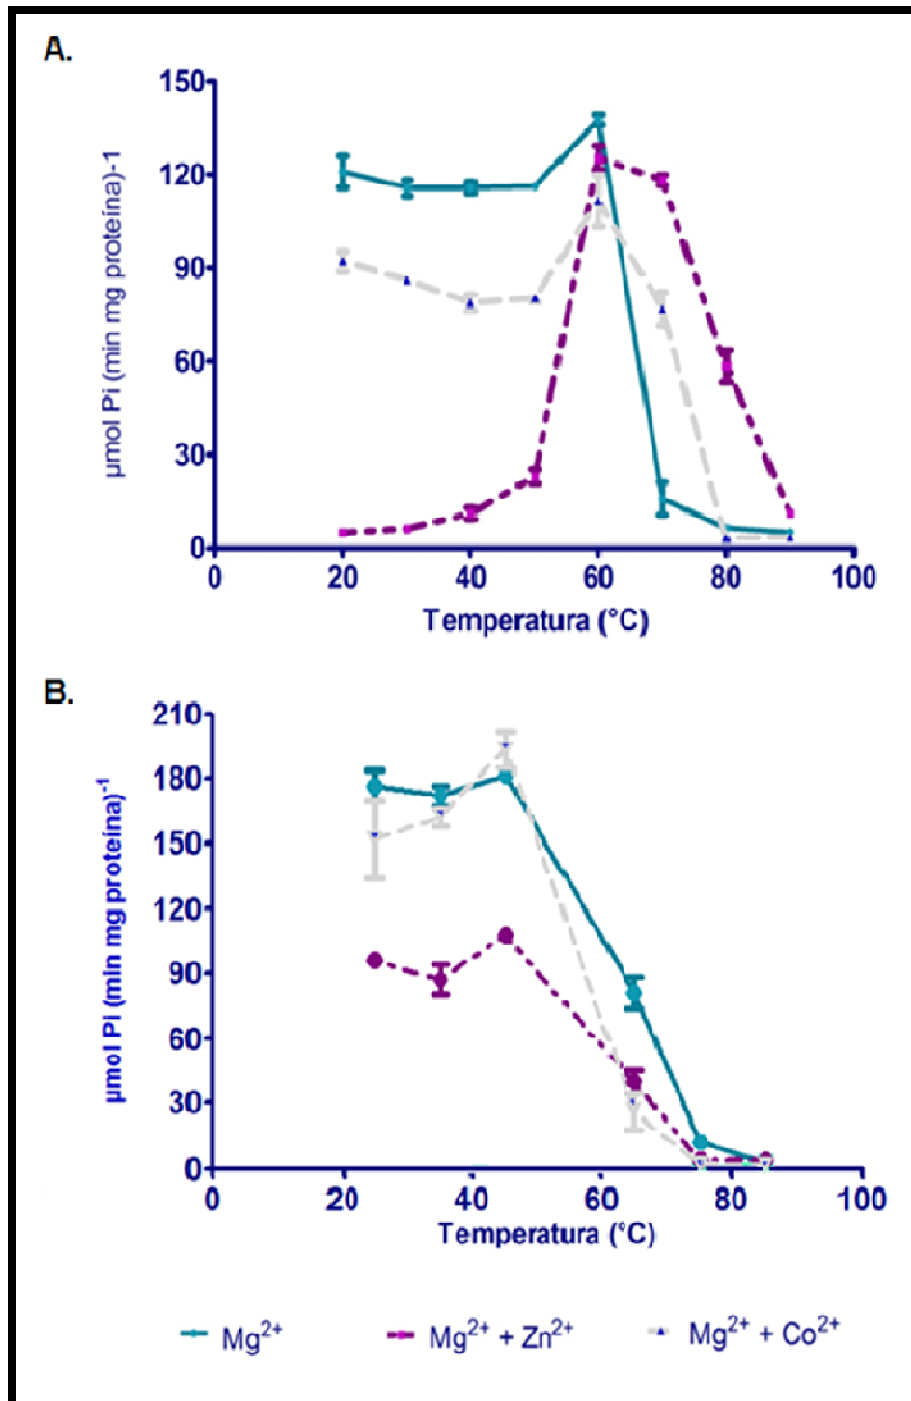 A.
µmol Pi (min mg proteína)-1
150
120
90
60
30
0
0 20 40 60 80 100
Temperatura (°C)
B.
µmol Pi (min mg proteína)⁻¹
210
180
150
120
90
60
30
0
0 20 40 60 80 100
Temperatura (°C)
Mg²⁺ Mg²⁺ + Zn²⁺ Mg²⁺ + Co²⁺